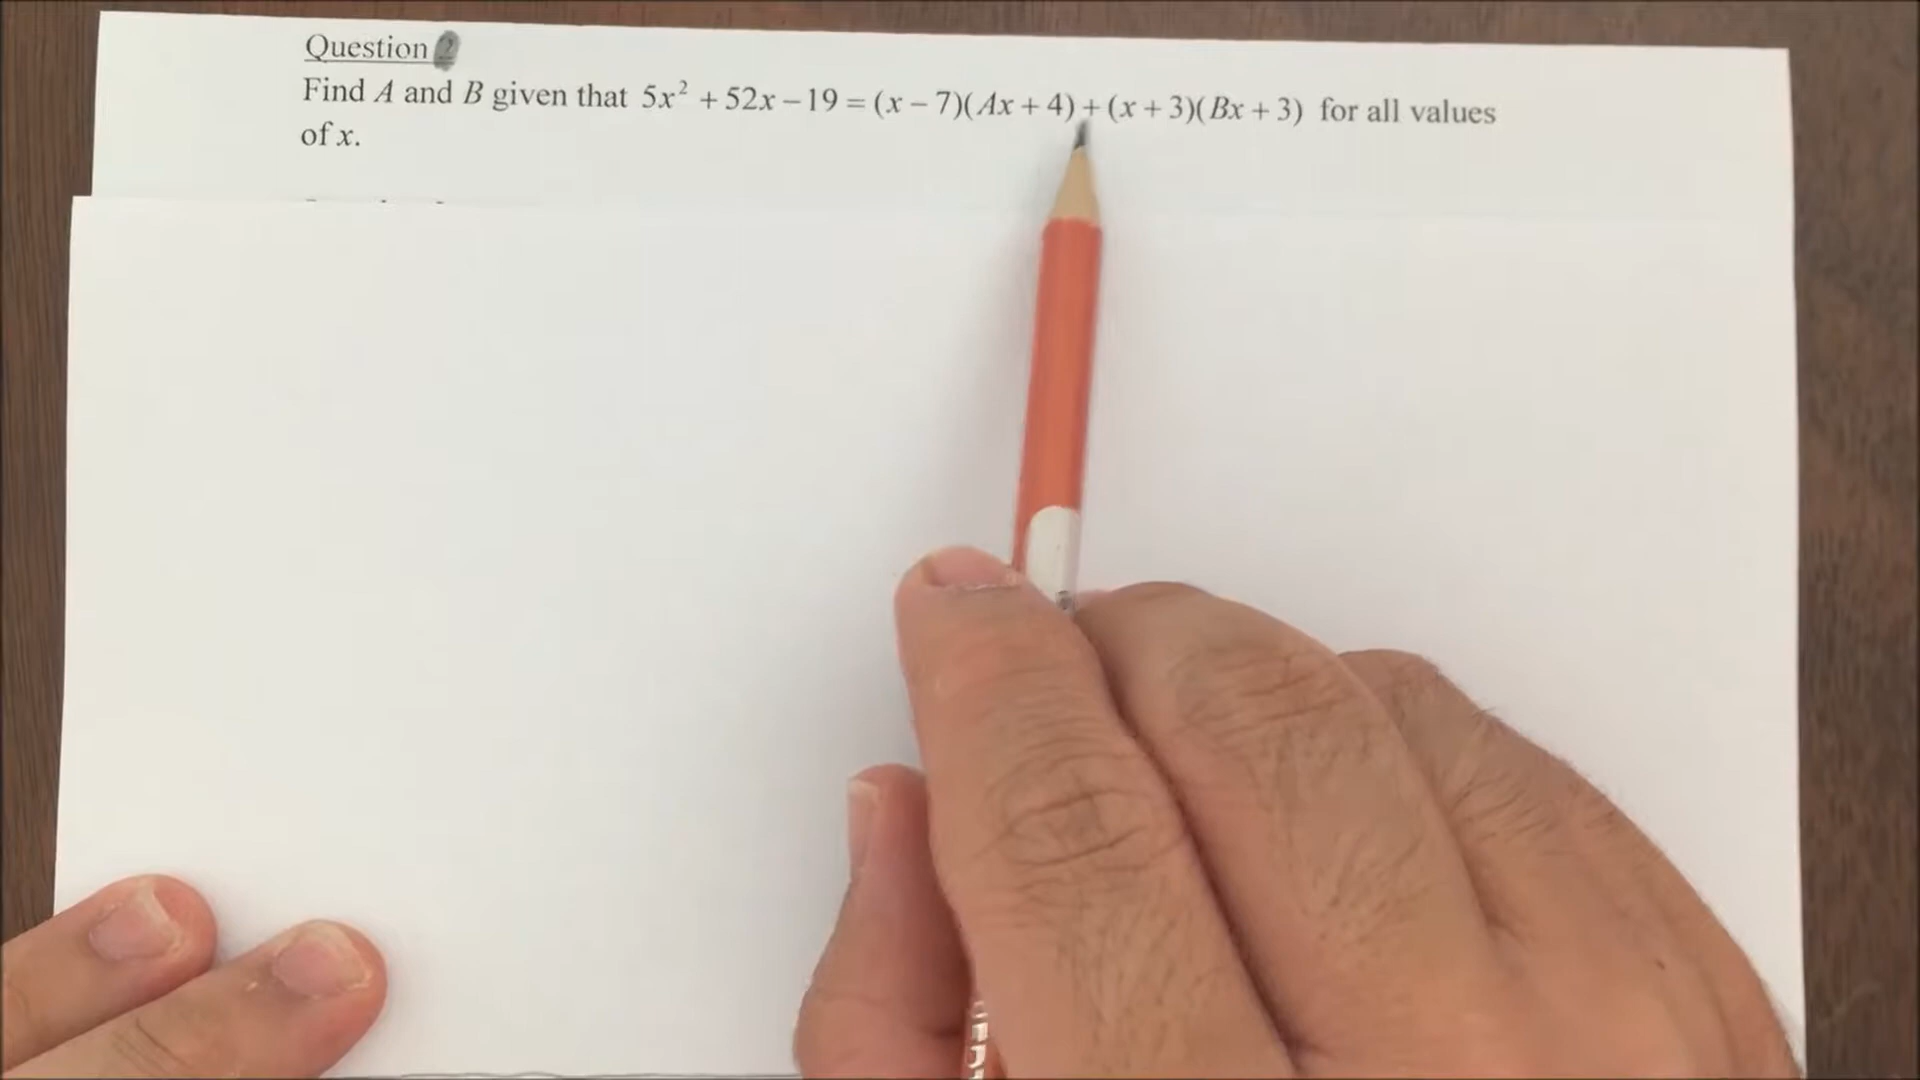 Question 2
Find A and B given that 5x² + 52x − 19 = (x − 7)(Ax + 4) + (x + 3)(Bx + 3) for all values
of x.